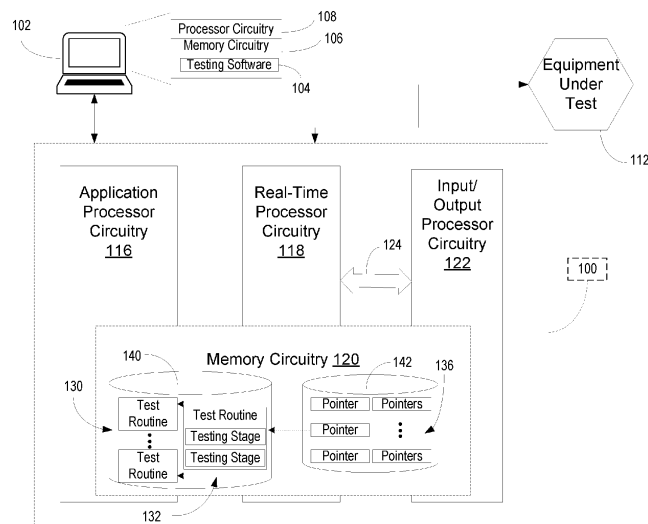 102
Processor Circuitry
108
Memory Circuitry
106
Testing Software
104
Equipment
Under
Test
112
Application
Processor
Circuitry
116
Real-Time
Processor
Circuitry
118
Input/
Output
Processor
Circuitry
122
124
100
Memory Circuitry 120
140
142
136
130
Test
Routine
Test
Routine
Test Routine
Testing Stage
Testing Stage
132
Pointer
Pointers
Pointer
Pointer
Pointers